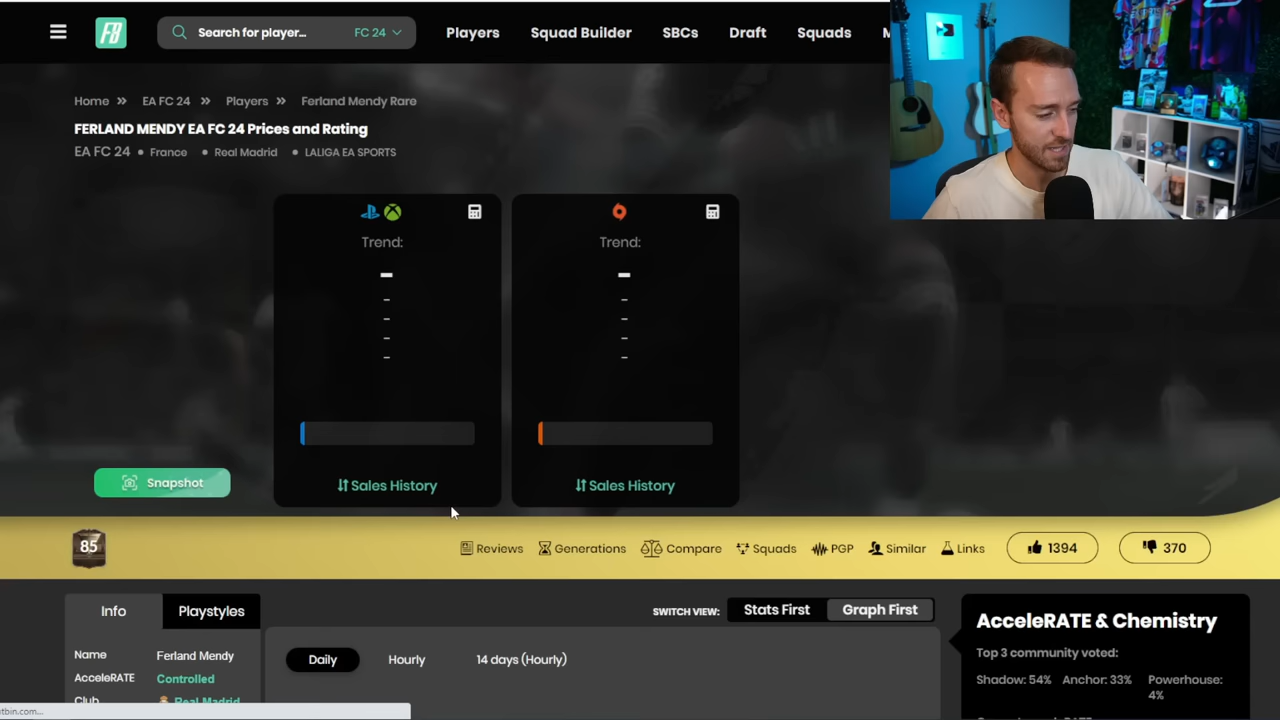 FB
Search for player...
FC 24
Players
Squad Builder
SBCs
Draft
Squads
M
Home » EA FC 24 » Players » Ferland Mendy Rare
FERLAND MENDY EA FC 24 Prices and Rating
EA FC 24 • France • Real Madrid • LALIGA EA SPORTS
Trend:
Trend:
Snapshot
Sales History
Sales History
85
Reviews
Generations
Compare
Squads
PGP
Similar
Links
1394
370
Info
Playstyles
SWITCH VIEW:
Stats First
Graph First
AcceleRATE & Chemistry
Name Ferland Mendy
Daily
Hourly
14 days (Hourly)
Top 3 community voted:
AcceleRATE Controlled
Shadow: 54% Anchor: 33% Powerhouse: 4%
Club Real Madrid